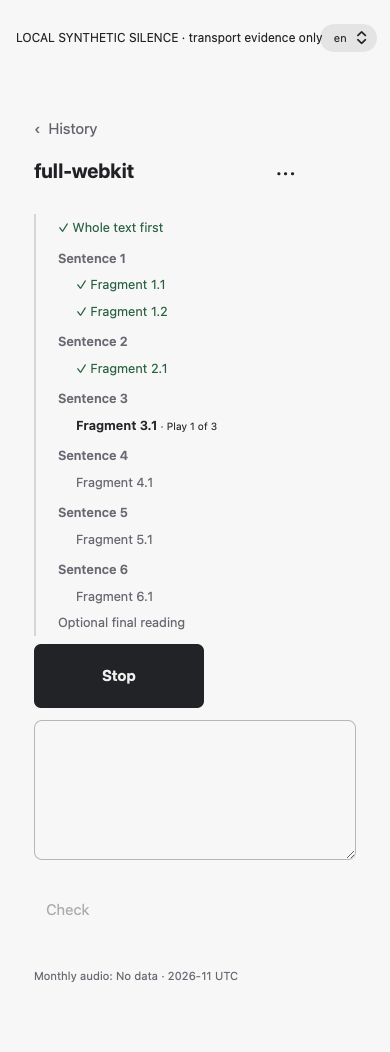 LOCAL SYNTHETIC SILENCE · transport evidence only
en
‹ History
full-webkit
...
✓ Whole text first
Sentence 1
✓ Fragment 1.1
✓ Fragment 1.2
Sentence 2
✓ Fragment 2.1
Sentence 3
Fragment 3.1 · Play 1 of 3
Sentence 4
Fragment 4.1
Sentence 5
Fragment 5.1
Sentence 6
Fragment 6.1
Optional final reading
Stop
Check
Monthly audio: No data · 2026-11 UTC